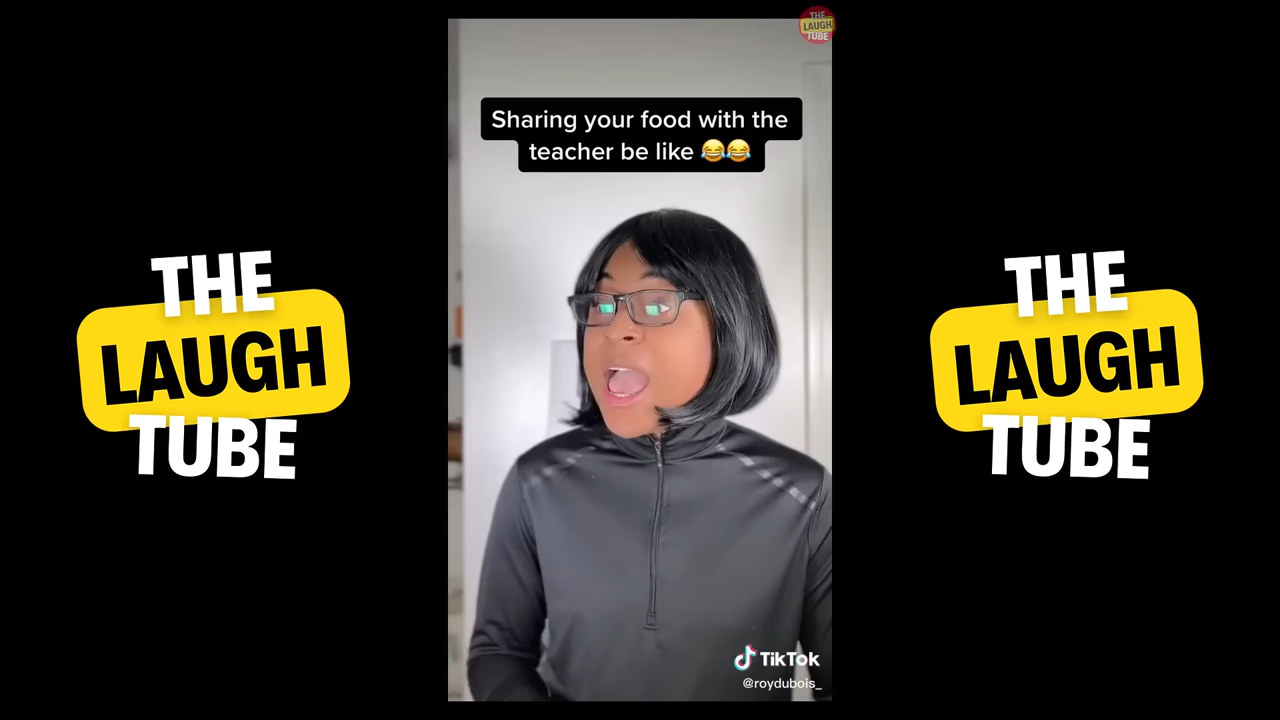 THE
LAUGH
TUBE
THE
LAUGH
TUBE
Sharing your food with the
teacher be like 😂😂
TikTok
@roydubois_
THE
LAUGH
TUBE